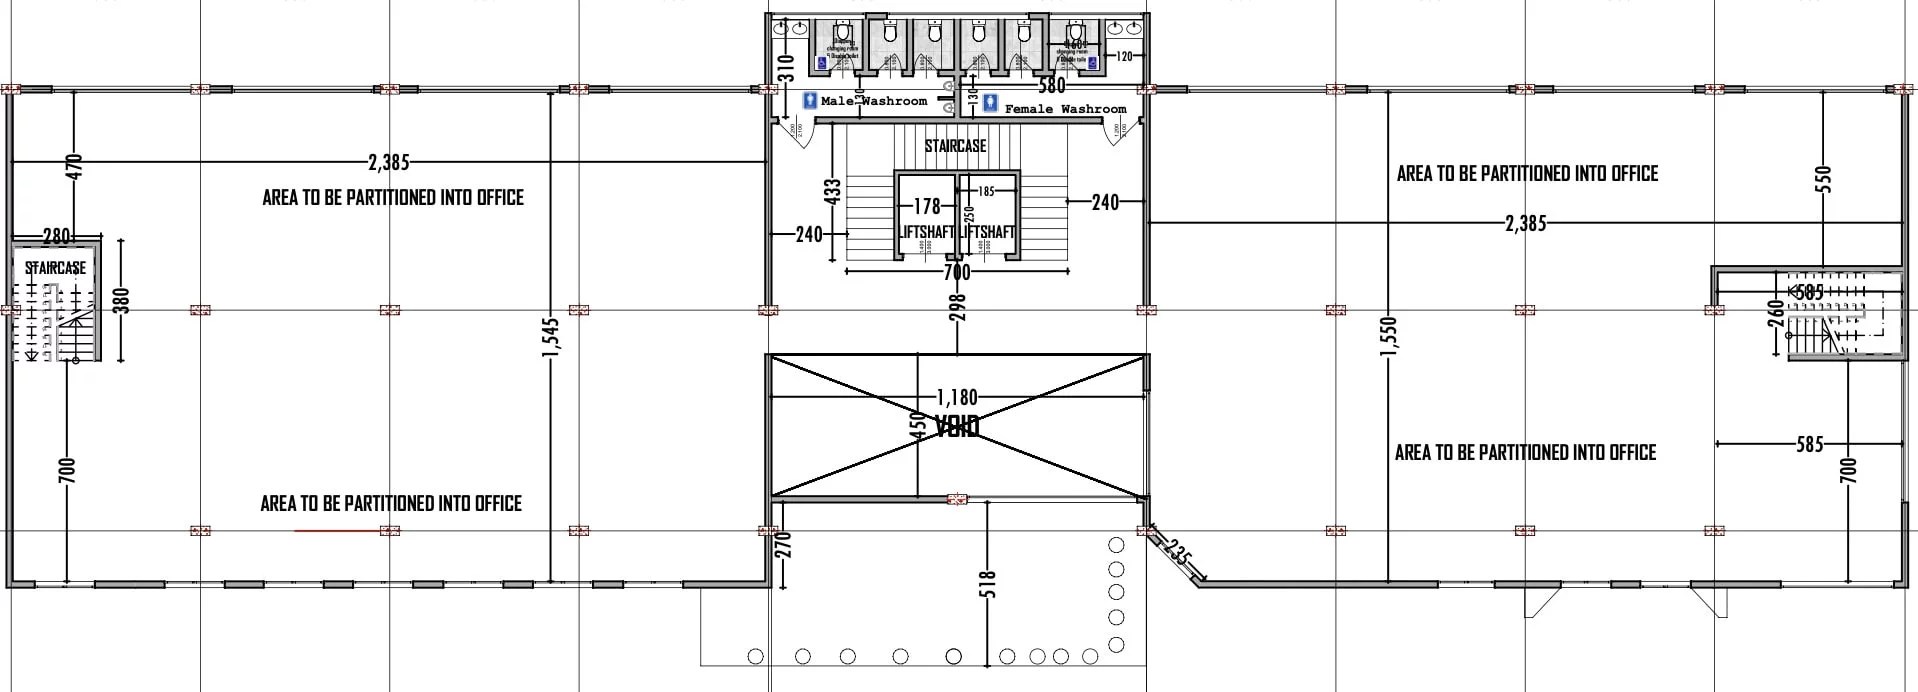 310
120
580
130
130
Male Washroom
Female Washroom
STAIRCASE
470
2,385
AREA TO BE PARTITIONED INTO OFFICE
433
178
185
250
240
240
LIFTSHAFT
LIFTSHAFT
700
298
AREA TO BE PARTITIONED INTO OFFICE
550
2,385
280
STAIRCASE
380
1,545
1,550
585
260
1,180
450
VOID
700
AREA TO BE PARTITIONED INTO OFFICE
AREA TO BE PARTITIONED INTO OFFICE
585
700
270
518
235